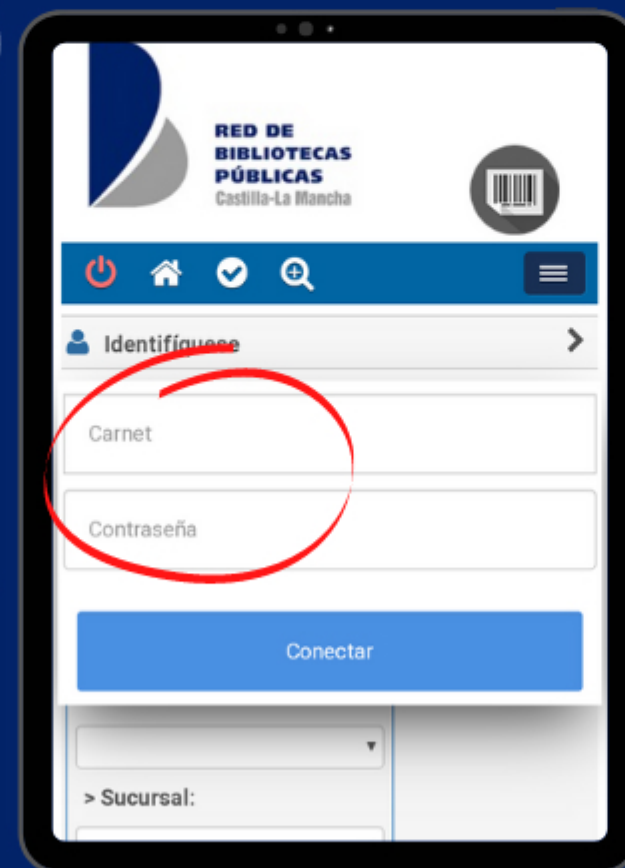 RED DE
BIBLIOTECAS
PÚBLICAS
Castilla-La Mancha
Identifíquese
Carnet
Contraseña
Conectar
> Sucursal: